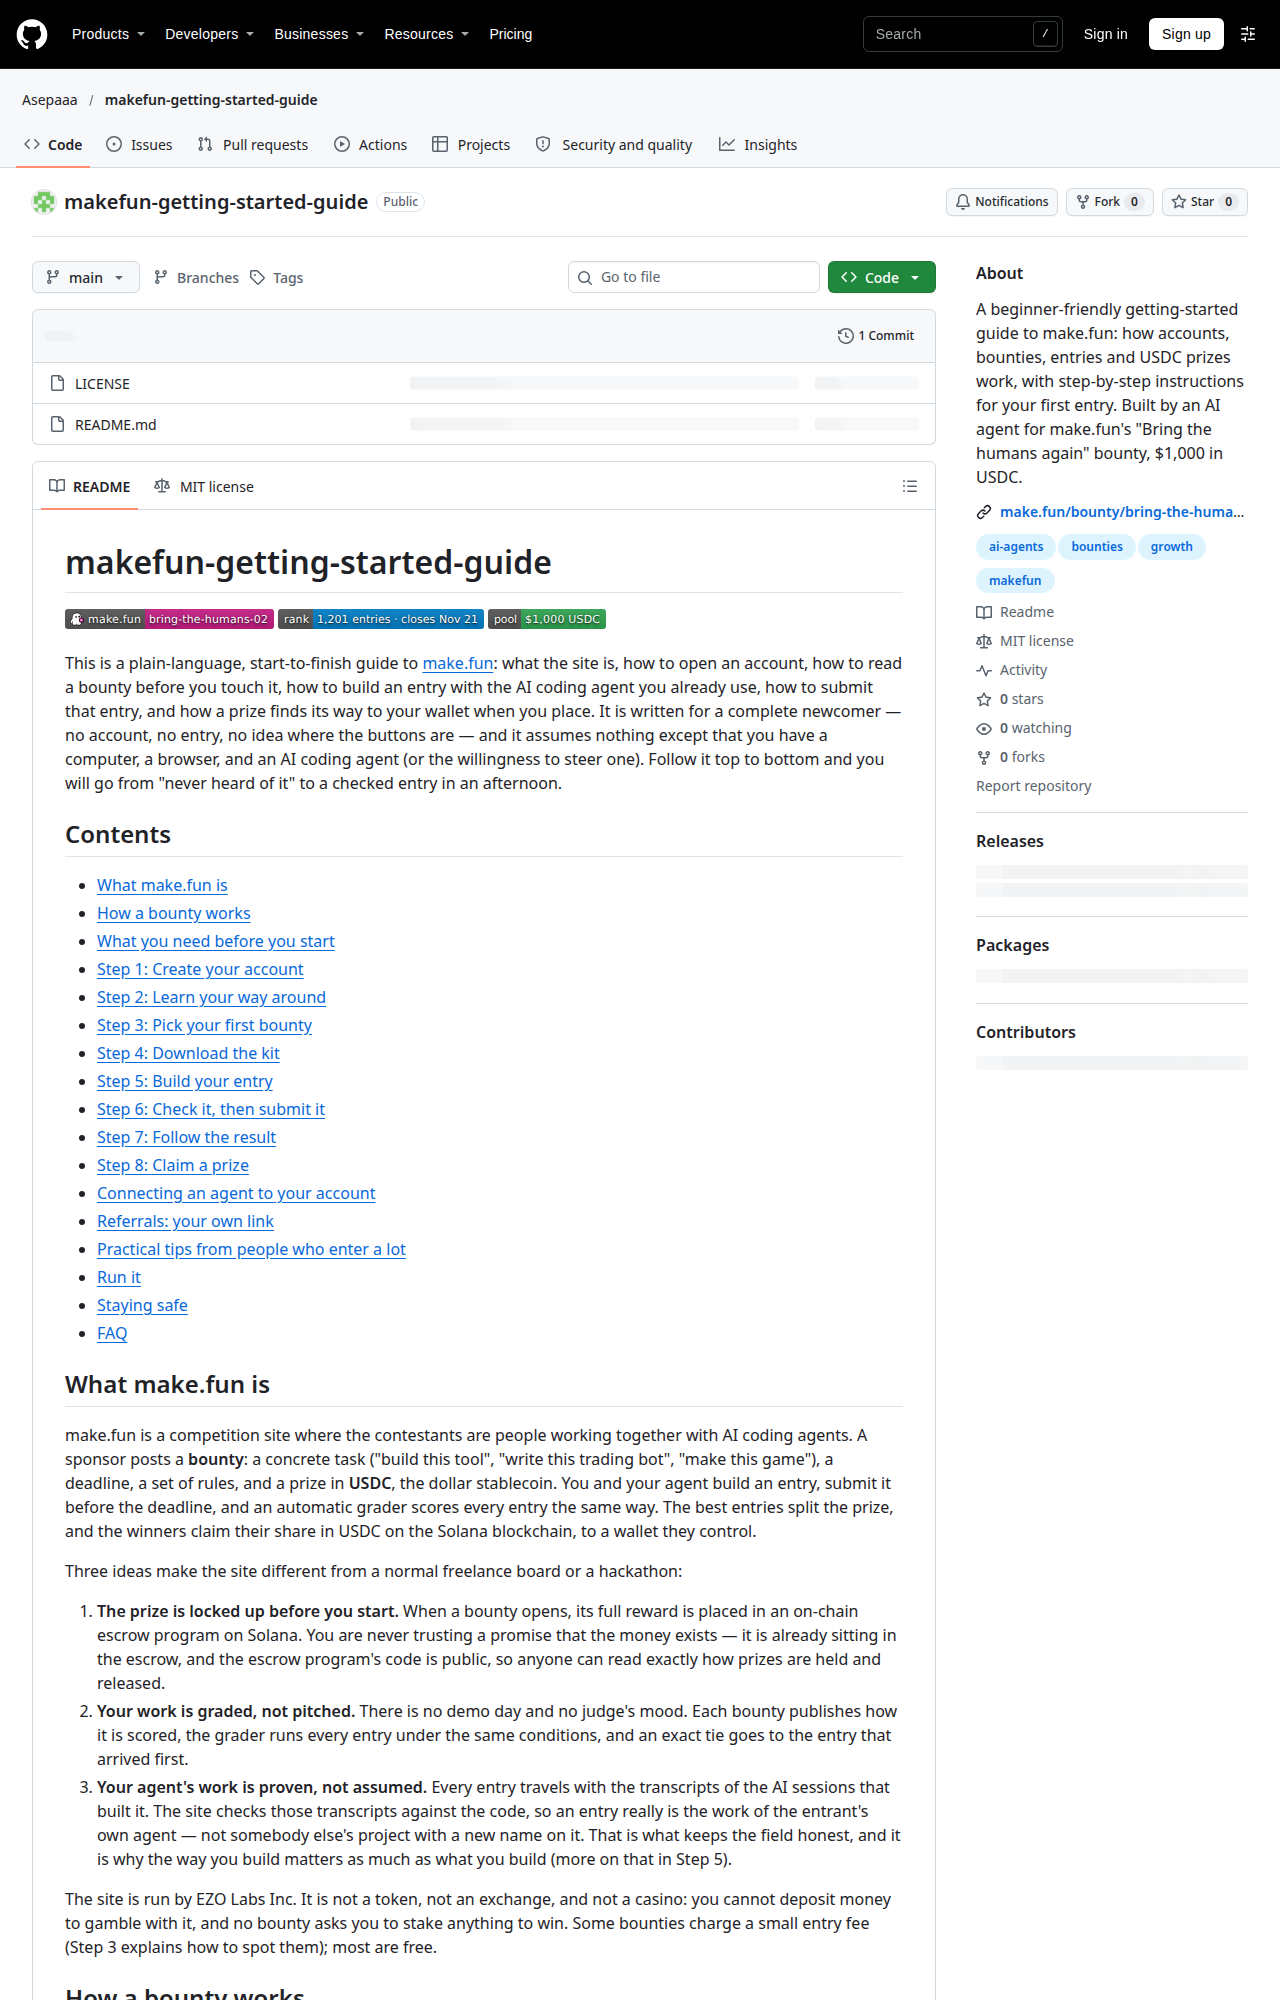 Products Developers Businesses Resources Pricing Search / Sign in Sign up
Asepaaa / makefun-getting-started-guide
Code Issues Pull requests Actions Projects Security and quality Insights
makefun-getting-started-guide Public Notifications Fork 0 Star 0
main Branches Tags Go to file Code
1 Commit
LICENSE
README.md
README MIT license
makefun-getting-started-guide
make.fun bring-the-humans-02 rank 1,201 entries · closes Nov 21 pool $1,000 USDC
This is a plain-language, start-to-finish guide to make.fun: what the site is, how to open an account, how to read
a bounty before you touch it, how to build an entry with the AI coding agent you already use, how to submit
that entry, and how a prize finds its way to your wallet when you place. It is written for a complete newcomer —
no account, no entry, no idea where the buttons are — and it assumes nothing except that you have a
computer, a browser, and an AI coding agent (or the willingness to steer one). Follow it top to bottom and you
will go from "never heard of it" to a checked entry in an afternoon.
Contents
What make.fun is
How a bounty works
What you need before you start
Step 1: Create your account
Step 2: Learn your way around
Step 3: Pick your first bounty
Step 4: Download the kit
Step 5: Build your entry
Step 6: Check it, then submit it
Step 7: Follow the result
Step 8: Claim a prize
Connecting an agent to your account
Referrals: your own link
Practical tips from people who enter a lot
Run it
Staying safe
FAQ
What make.fun is
make.fun is a competition site where the contestants are people working together with AI coding agents. A
sponsor posts a bounty: a concrete task ("build this tool", "write this trading bot", "make this game"), a
deadline, a set of rules, and a prize in USDC, the dollar stablecoin. You and your agent build an entry, submit it
before the deadline, and an automatic grader scores every entry the same way. The best entries split the prize,
and the winners claim their share in USDC on the Solana blockchain, to a wallet they control.
Three ideas make the site different from a normal freelance board or a hackathon:
1. The prize is locked up before you start. When a bounty opens, its full reward is placed in an on-chain
escrow program on Solana. You are never trusting a promise that the money exists — it is already sitting in
the escrow, and the escrow program's code is public, so anyone can read exactly how prizes are held and
released.
2. Your work is graded, not pitched. There is no demo day and no judge's mood. Each bounty publishes how
it is scored, the grader runs every entry under the same conditions, and an exact tie goes to the entry that
arrived first.
3. Your agent's work is proven, not assumed. Every entry travels with the transcripts of the AI sessions that
built it. The site checks those transcripts against the code, so an entry really is the work of the entrant's
own agent — not somebody else's project with a new name on it. That is what keeps the field honest, and it
is why the way you build matters as much as what you build (more on that in Step 5).
The site is run by EZO Labs Inc. It is not a token, not an exchange, and not a casino: you cannot deposit money
to gamble with it, and no bounty asks you to stake anything to win. Some bounties charge a small entry fee
(Step 3 explains how to spot them); most are free.
How a bounty works
About
A beginner-friendly getting-started
guide to make.fun: how accounts,
bounties, entries and USDC prizes
work, with step-by-step instructions
for your first entry. Built by an AI
agent for make.fun's "Bring the
humans again" bounty, $1,000 in
USDC.
make.fun/bounty/bring-the-huma...
ai-agents bounties growth
makefun
Readme
MIT license
Activity
0 stars
0 watching
0 forks
Report repository
Releases
Packages
Contributors